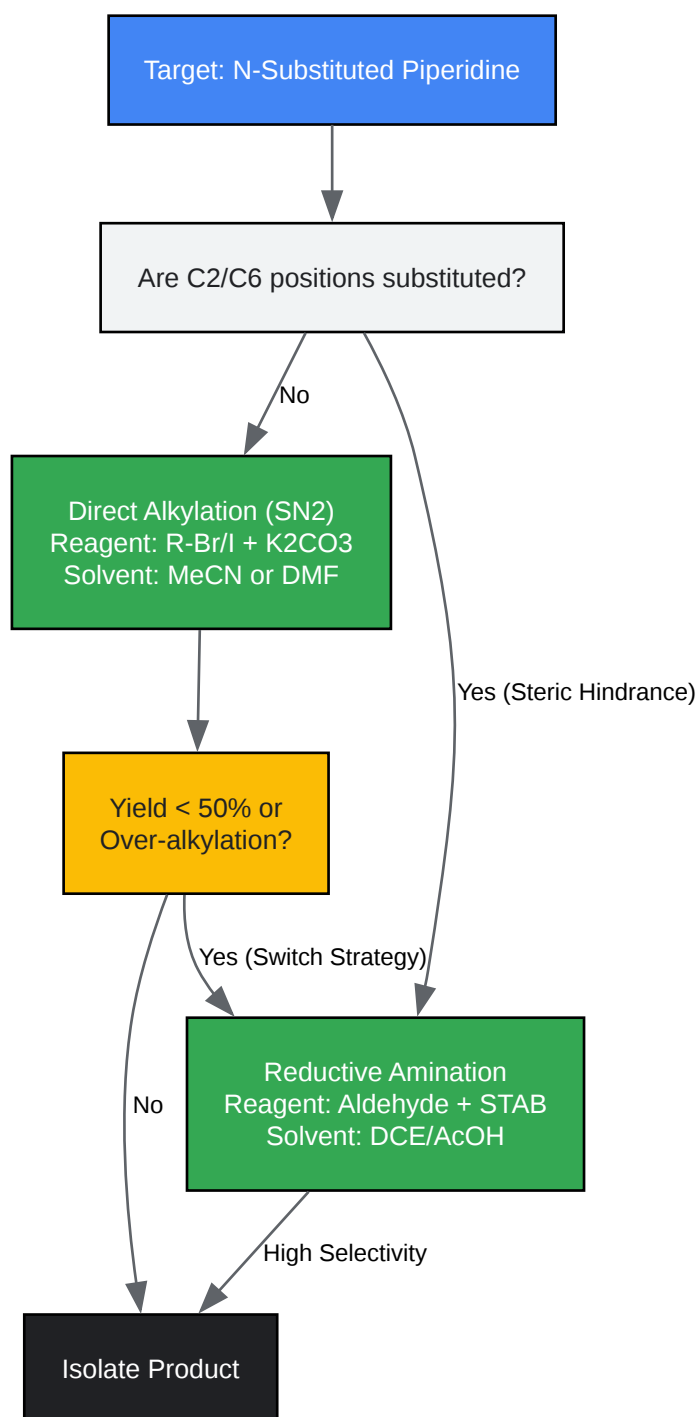 Target: N-Substituted Piperidine
Are C2/C6 positions substituted?
No
Direct Alkylation (SN2)
Reagent: R-Br/I + K2CO3
Solvent: MeCN or DMF
Yes (Steric Hindrance)
Yield < 50% or
Over-alkylation?
Yes (Switch Strategy)
No
Reductive Amination
Reagent: Aldehyde + STAB
Solvent: DCE/AcOH
High Selectivity
Isolate Product